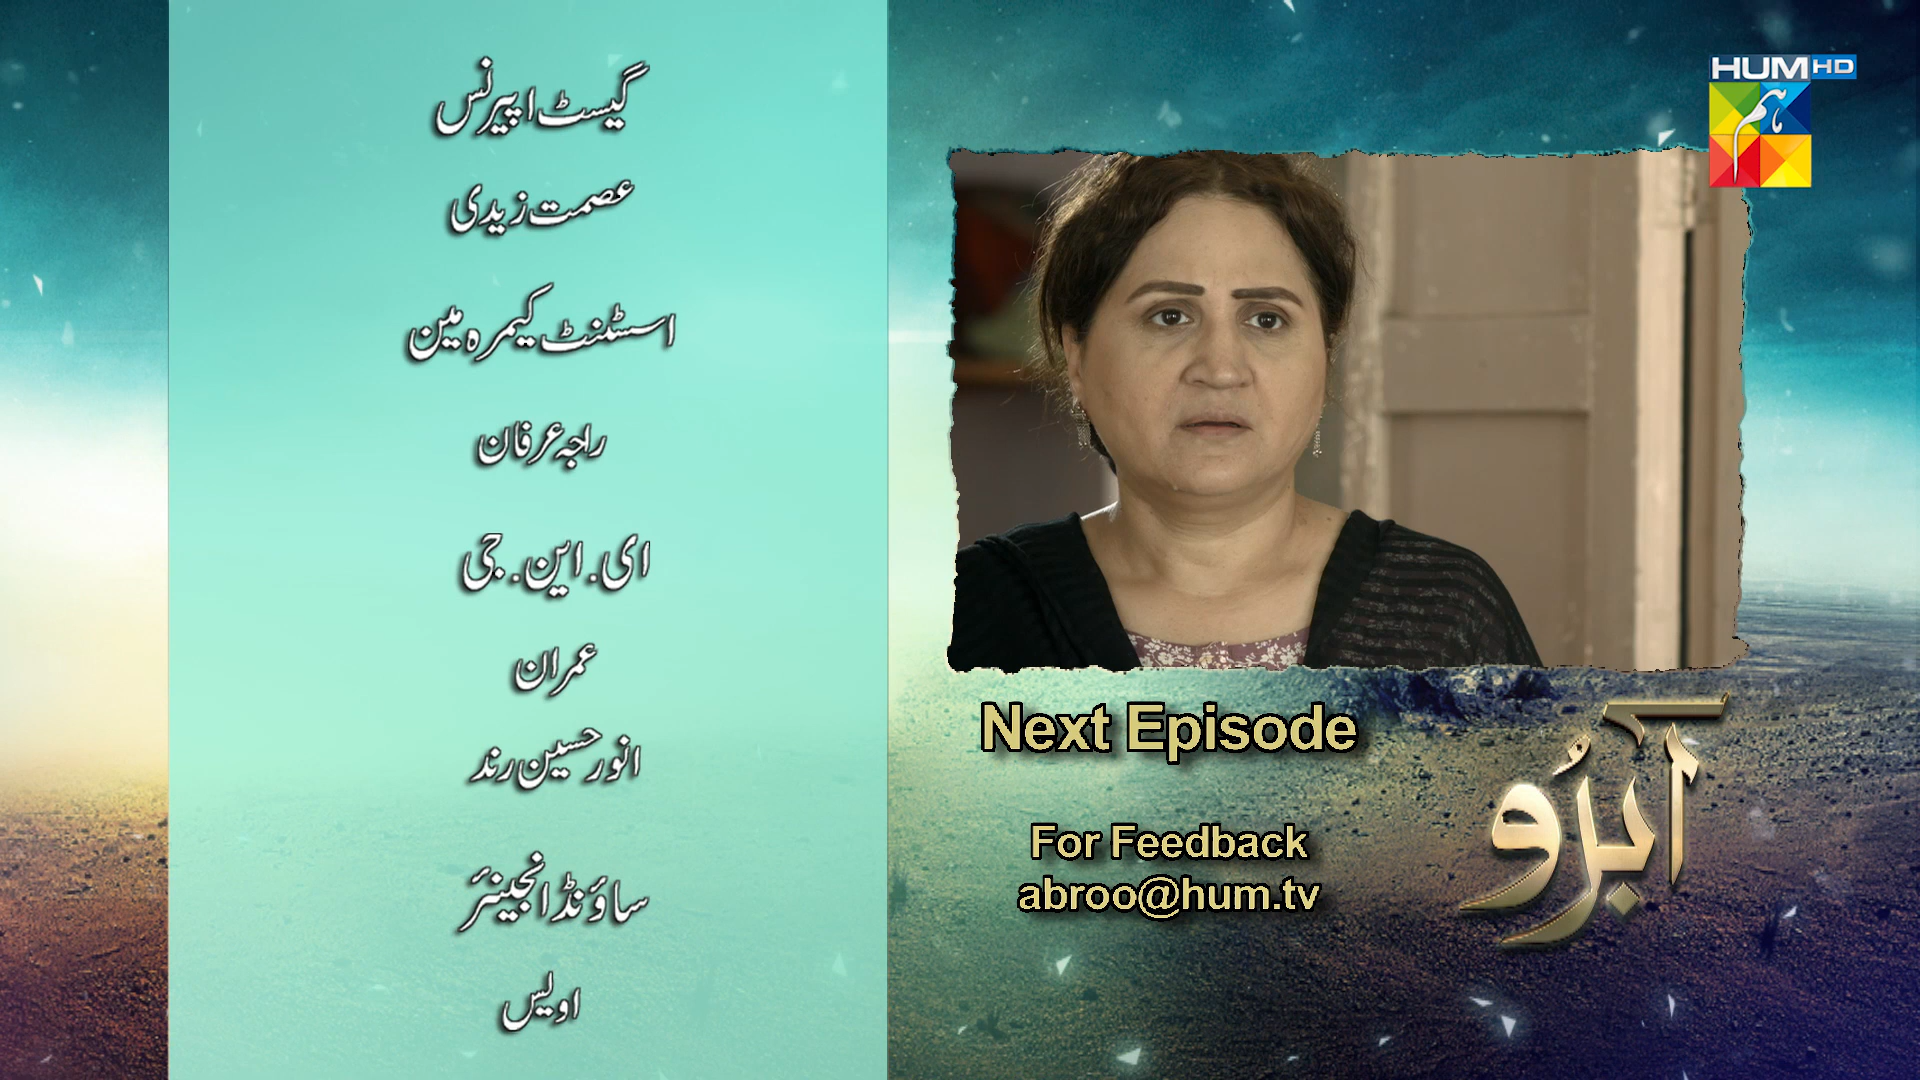 گیسٹ اپیرنس
عصمت زیدی
اسسٹنٹ کیمرہ مین
راجہ عرفان
ای. این. جی
عمران
انور حسین رند
ساؤنڈ انجینئر
اویس
HUM HD
ہم
Next Episode
For Feedback
abroo@hum.tv
آبرُو